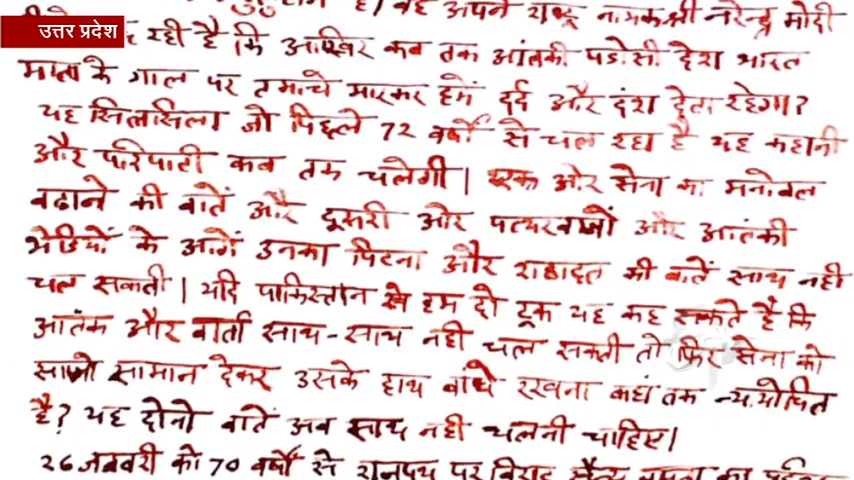 है। वह अपने राष्ट्र नायक श्री नरेन्द्र मोदी
उत्तर प्रदेश
रही है कि आखिर कब तक आंतकी पडोसी देश भारत
माता के गाल पर तमाचे मारकर हमें दर्द और दंश देता रहेगा?
यह सिलसिला जो पिछले 72 वर्षों से चल रहा है यह कहानी
और परिपाटी कब तक चलेगी। एक ओर सेना का मनोबल
बढाने की बातें और दूसरी ओर पत्थरबाजों और आतंकी
भेडियों के आगें उनका पिटना और शहादत की बातें साथ नही
चल सकती। यदि पाकिस्तान से हम दो टूक यह कह सकते है कि
आतंक और वार्ता साथ-साथ नही चल सकती तो फिर सेना को
साजो सामान देकर उसके हाथ बांधे रखना कहां तक न्यायोचित
है? यह दोनो बातें अब साथ नही चलनी चाहिए।
26 जनवरी को 70 वर्षों से राजपथ पर विराट सैन्य क्षमता का